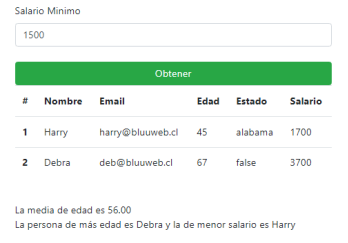 Salario Minimo
1500
Obtener
# Nombre Email Edad Estado Salario
1 Harry harry@bluuweb.cl 45 alabama 1700
2 Debra deb@bluuweb.cl 67 false 3700
La media de edad es 56.00
La persona de más edad es Debra y la de menor salario es Harry